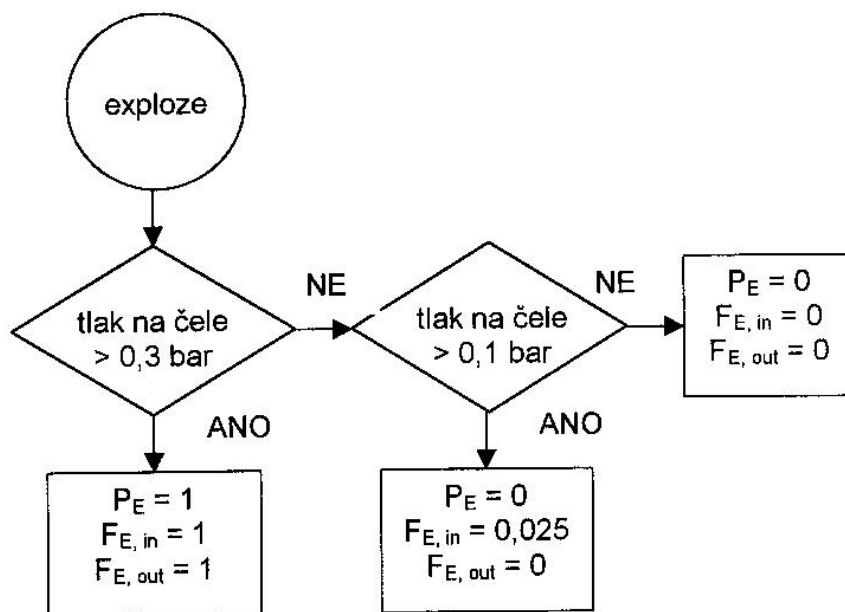 exploze
tlak na čele
> 0,3 bar
NE
tlak na čele
> 0,1 bar
NE
P_E = 0
F_E, in = 0
F_E, out = 0
ANO
P_E = 1
F_E, in = 1
F_E, out = 1
ANO
P_E = 0
F_E, in = 0,025
F_E, out = 0